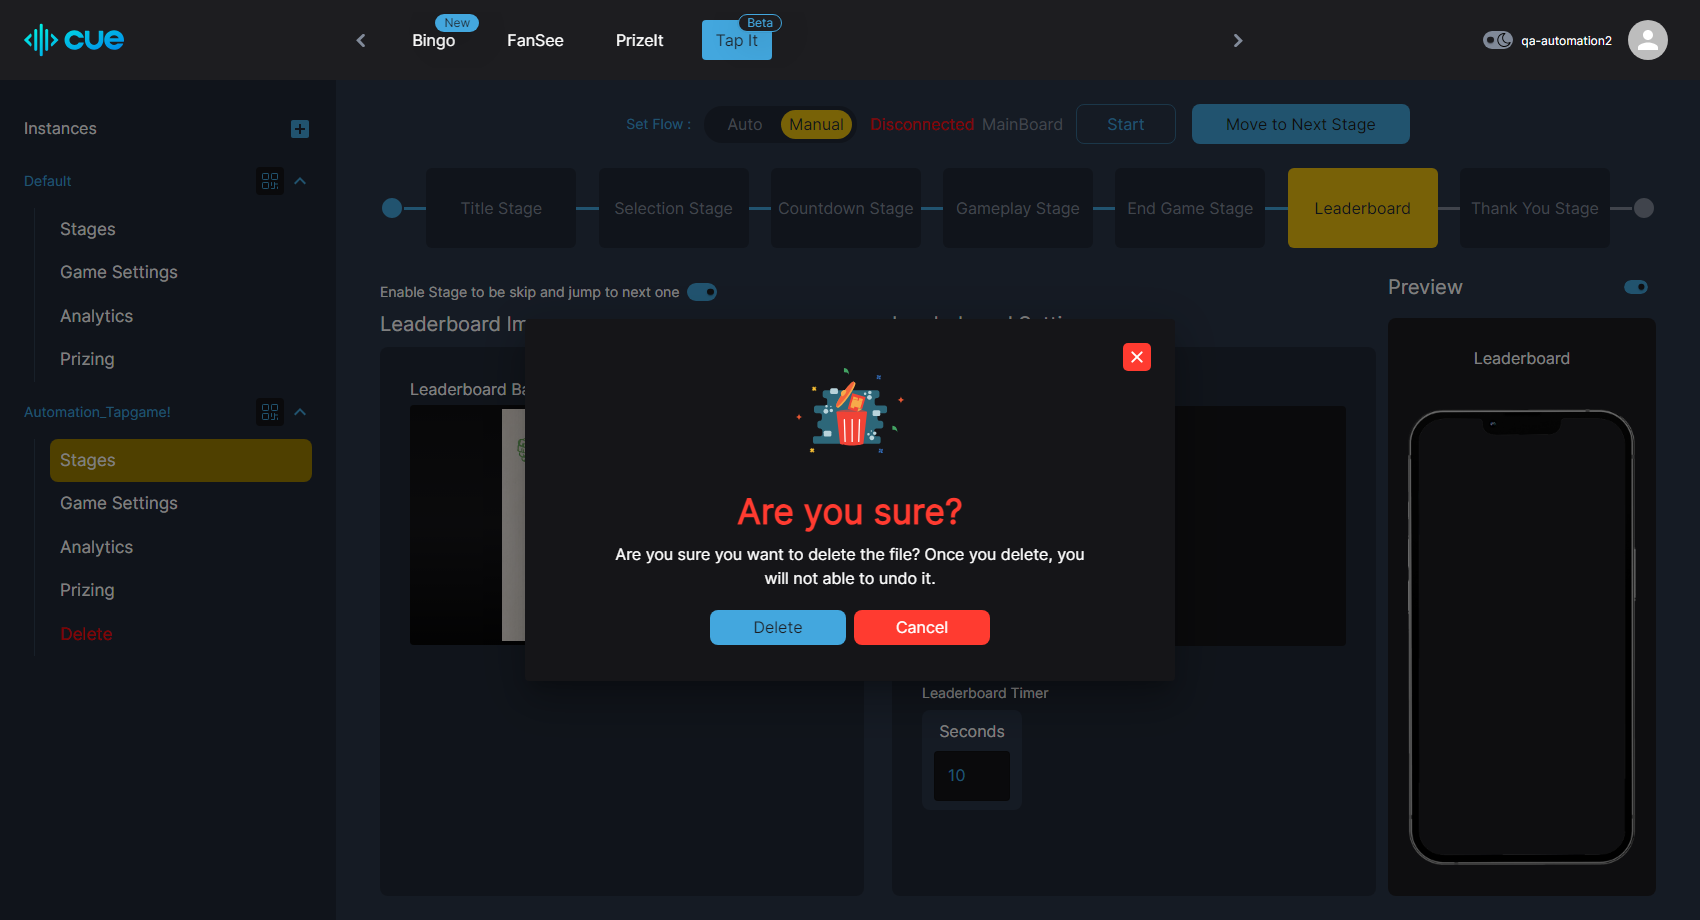 cue
New
Bingo
FanSee
PrizeIt
Beta
Tap It
qa-automation2
Instances
Default
Stages
Game Settings
Analytics
Prizing
Automation_Tapgame!
Stages
Game Settings
Analytics
Prizing
Delete
Set Flow :
Auto
Manual
Disconnected MainBoard
Start
Move to Next Stage
Title Stage
Selection Stage
Countdown Stage
Gameplay Stage
End Game Stage
Leaderboard
Thank You Stage
Enable Stage to be skip and jump to next one
Leaderboard Im
Leaderboard Ba
Preview
Leaderboard
Are you sure?
Are you sure you want to delete the file? Once you delete, you
will not able to undo it.
Delete
Cancel
Leaderboard Timer
Seconds
10